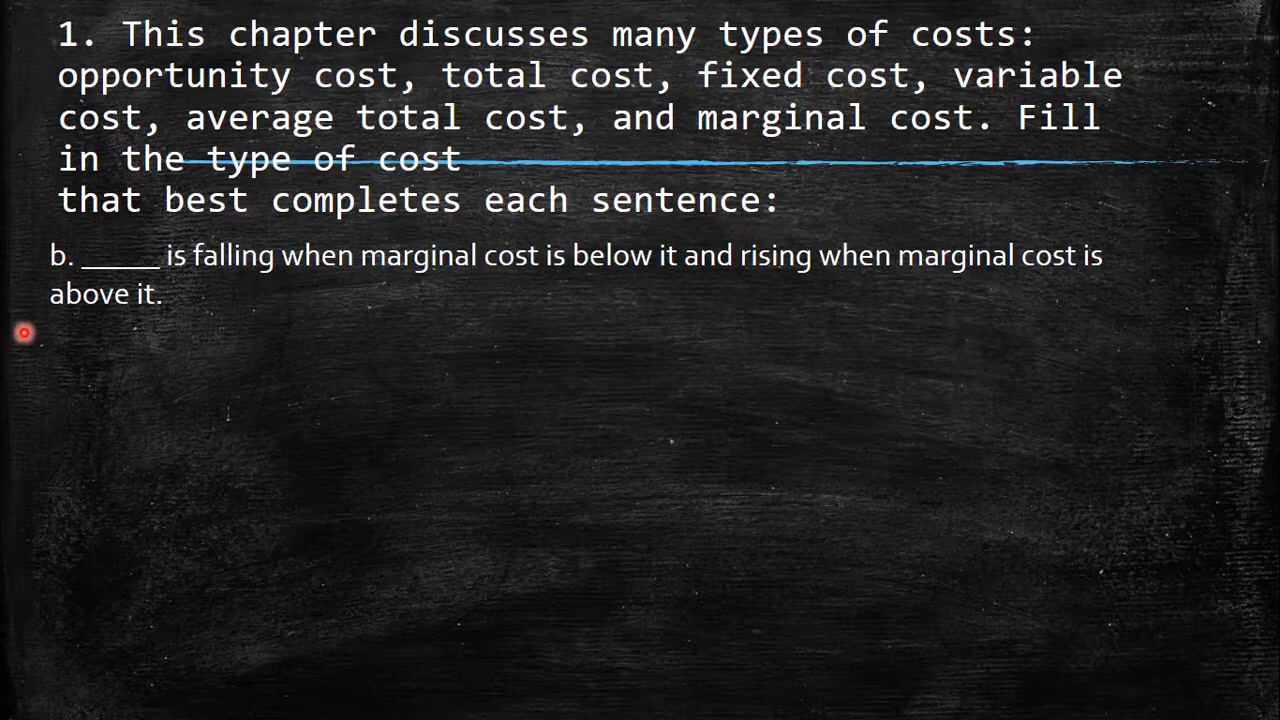 1. This chapter discusses many types of costs:
opportunity cost, total cost, fixed cost, variable
cost, average total cost, and marginal cost. Fill
in the type of cost
that best completes each sentence:
b. _____ is falling when marginal cost is below it and rising when marginal cost is
above it.